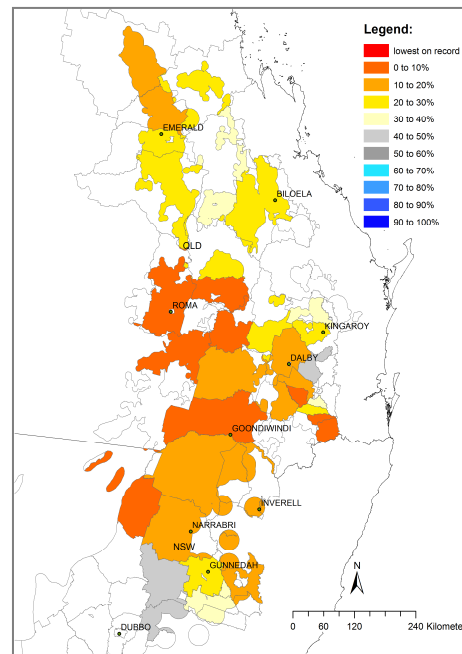 Legend:
lowest on record
0 to 10%
10 to 20%
20 to 30%
30 to 40%
40 to 50%
50 to 60%
60 to 70%
70 to 80%
80 to 90%
90 to 100%
EMERALD
BILOELA
QLD
ROMA
KINGAROY
DALBY
GOONDIWINDI
INVERELL
NARRABRI
NSW
GUNNEDAH
DUBBO
N
0 60 120 240 Kilomete